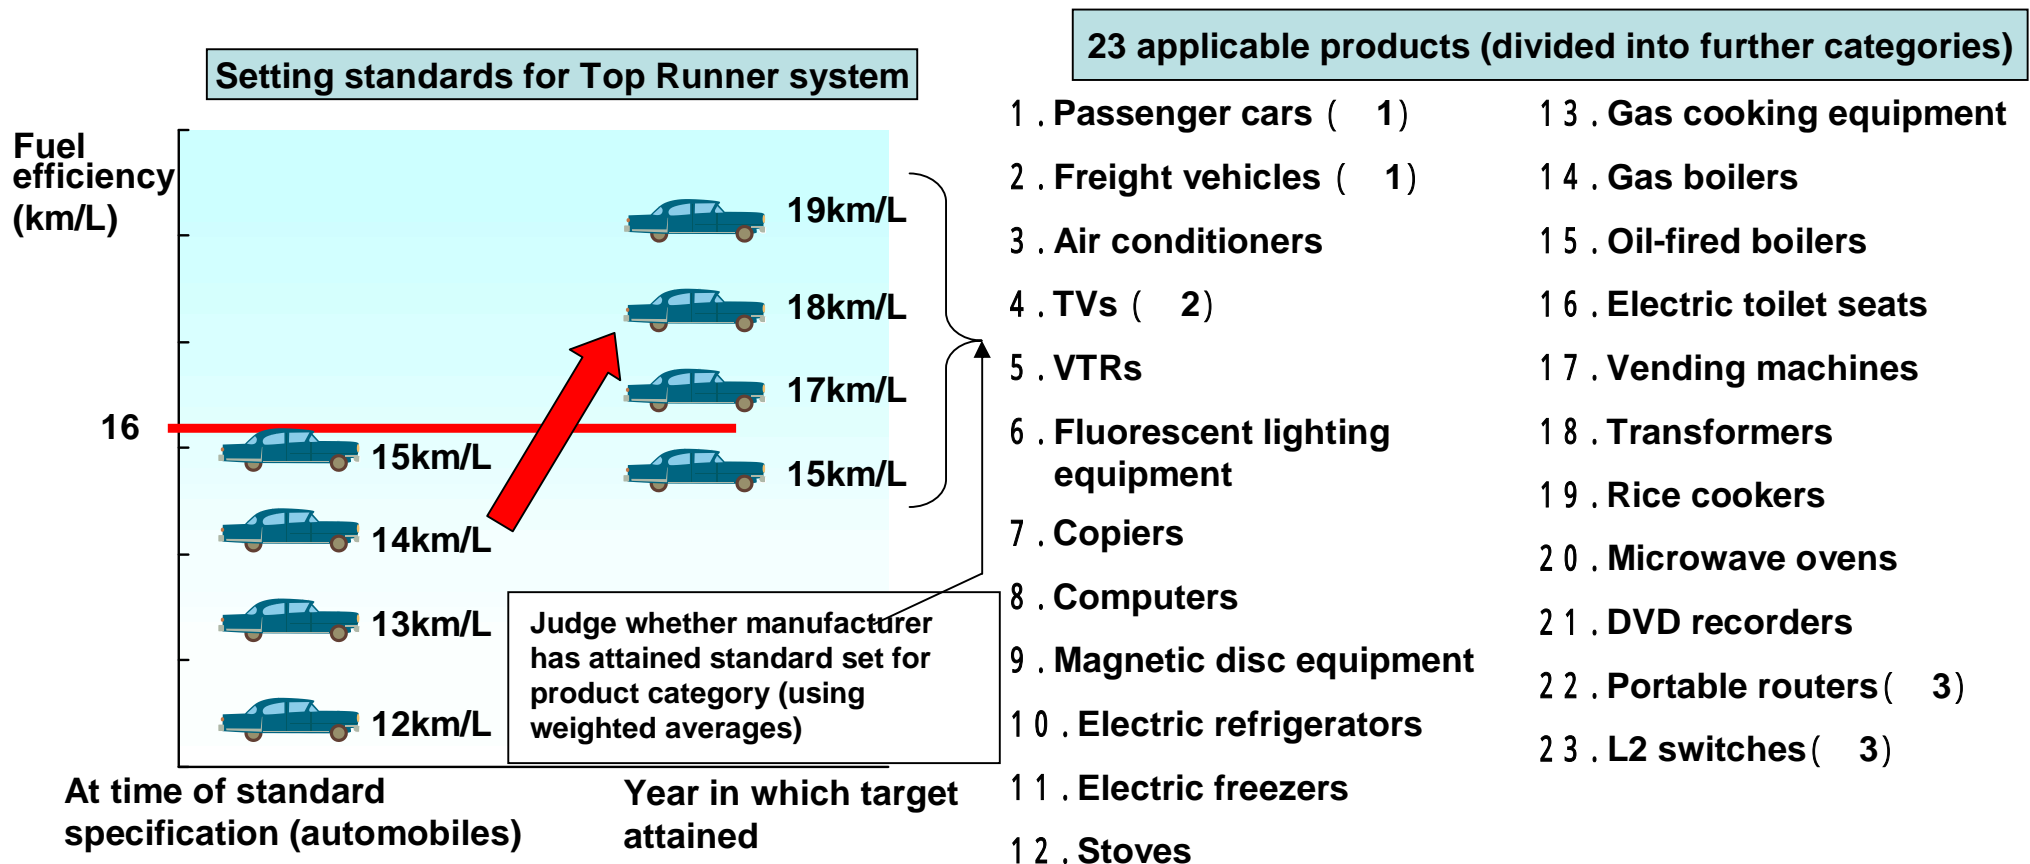 Setting standards for Top Runner system
Fuel
efficiency
(km/L)
16
15km/L
14km/L
13km/L
12km/L
19km/L
18km/L
17km/L
15km/L
Judge whether manufacturer
has attained standard set for
product category (using
weighted averages)
At time of standard
specification (automobiles)
Year in which target
attained
23 applicable products (divided into further categories)
1. Passenger cars ( 1)
2. Freight vehicles ( 1)
3. Air conditioners
4. TVs ( 2)
5. VTRs
6. Fluorescent lighting
equipment
7. Copiers
8. Computers
9. Magnetic disc equipment
10. Electric refrigerators
11. Electric freezers
12. Stoves
13. Gas cooking equipment
14. Gas boilers
15. Oil-fired boilers
16. Electric toilet seats
17. Vending machines
18. Transformers
19. Rice cookers
20. Microwave ovens
21. DVD recorders
22. Portable routers( 3)
23. L2 switches( 3)